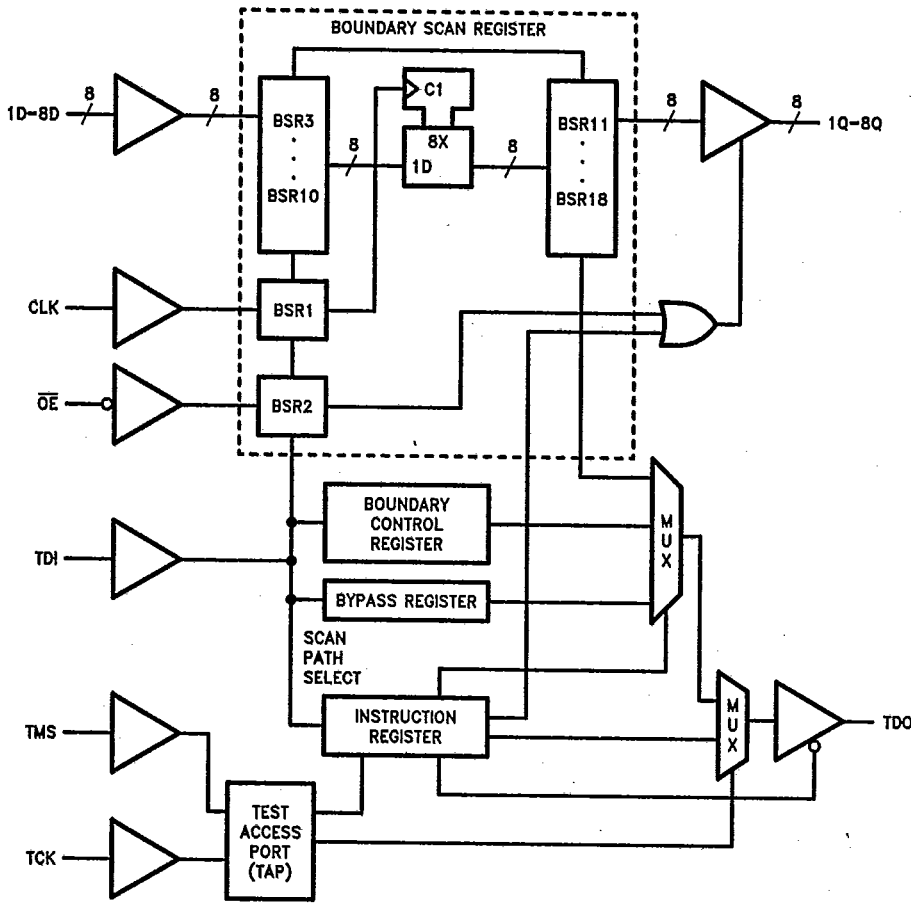 BOUNDARY SCAN REGISTER
1D–8D
8
8
BSR3
BSR10
8
C1
8X
1D
8
BSR11
BSR18
8
8
1Q–8Q
CLK
BSR1
OE
BSR2
TDI
BOUNDARY
CONTROL
REGISTER
BYPASS REGISTER
MUX
SCAN
PATH
SELECT
TMS
INSTRUCTION
REGISTER
MUX
TDO
TCK
TEST
ACCESS
PORT
(TAP)